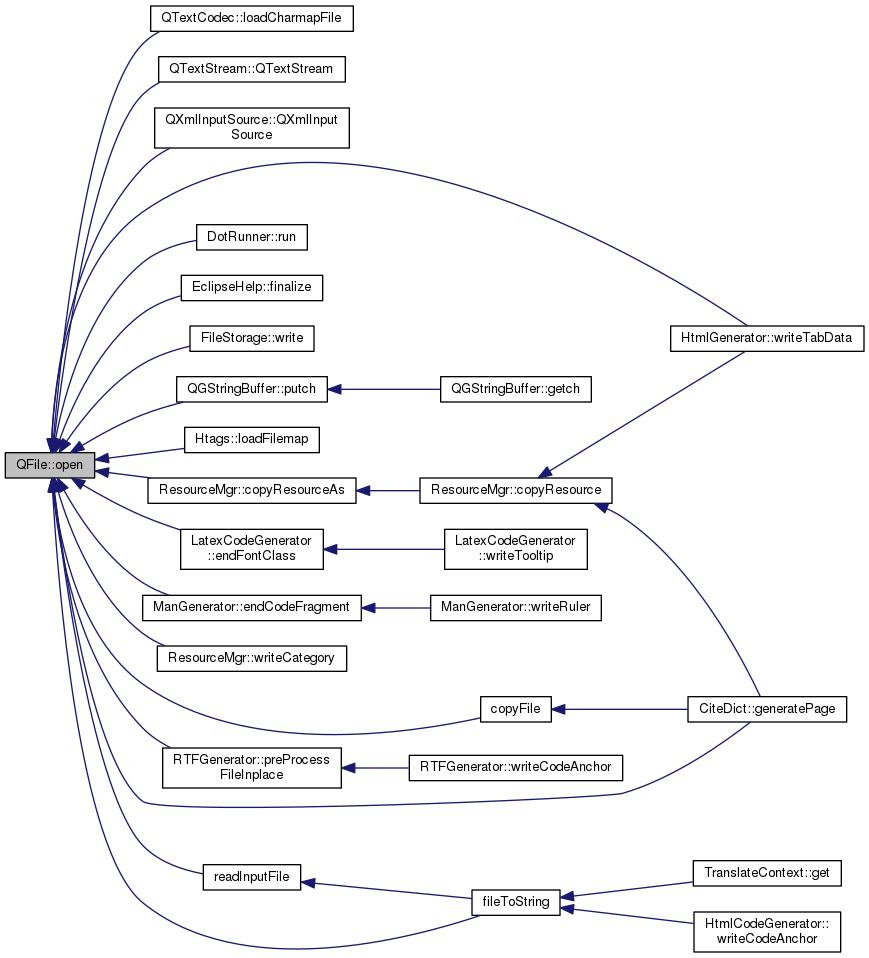 QTextCodec::loadCharmapFile
QTextStream::QTextStream
QXmlInputSource::QXmlInput
Source
DotRunner::run
EclipseHelp::finalize
FileStorage::write
HtmlGenerator::writeTabData
QGStringBuffer::putch
QGStringBuffer::getch
Htags::loadFilemap
QFile::open
ResourceMgr::copyResourceAs
ResourceMgr::copyResource
LatexCodeGenerator
::endFontClass
LatexCodeGenerator
::writeTooltip
ManGenerator::endCodeFragment
ManGenerator::writeRuler
ResourceMgr::writeCategory
copyFile
CiteDict::generatePage
RTFGenerator::preProcess
FileInplace
RTFGenerator::writeCodeAnchor
readInputFile
fileToString
TranslateContext::get
HtmlCodeGenerator::
writeCodeAnchor